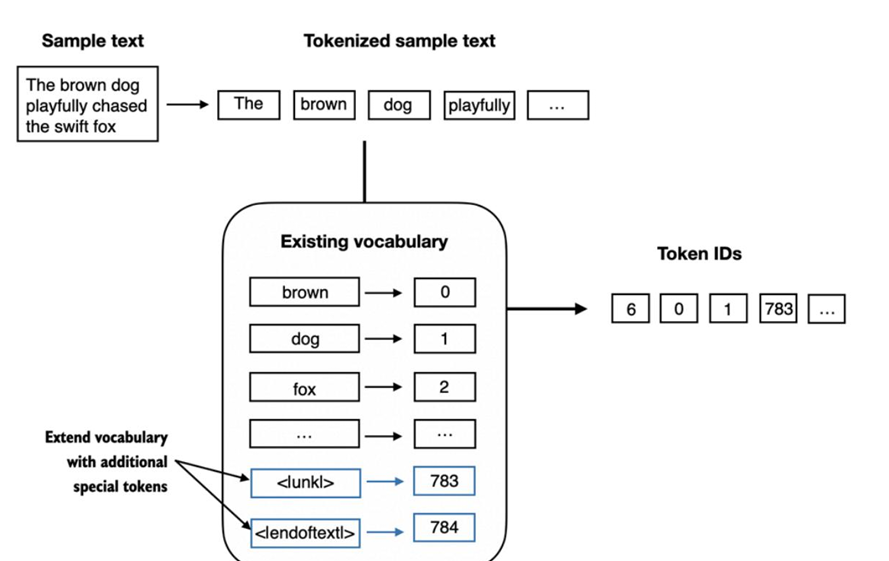 Sample text
Tokenized sample text
The brown dog
playfully chased
the swift fox
The brown dog playfully ...
Existing vocabulary
brown 0
dog 1
fox 2
... ...
<|unk|> 783
<|endoftext|> 784
Token IDs
6 0 1 783 ...
Extend vocabulary
with additional
special tokens